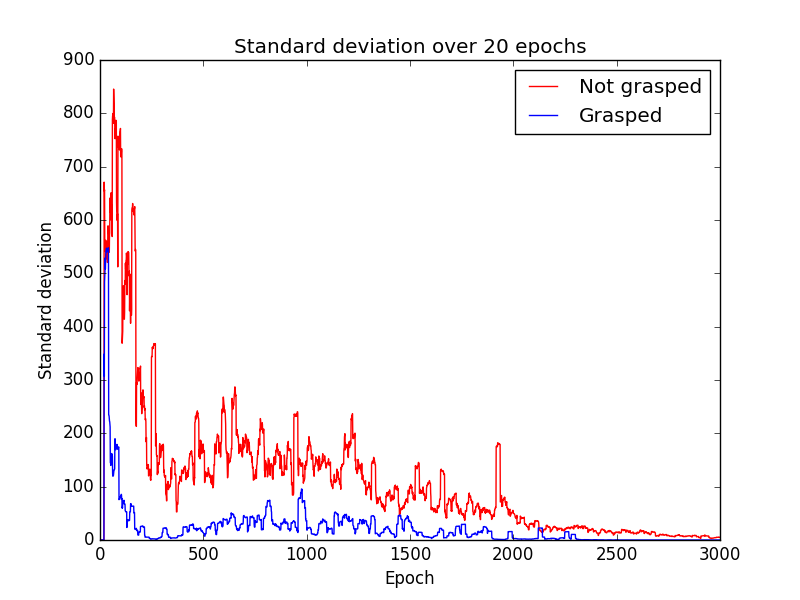 Standard deviation over 20 epochs
Not grasped
Grasped
900
800
700
600
500
400
300
200
100
0
Standard deviation
0 500 1000 1500 2000 2500 3000
Epoch